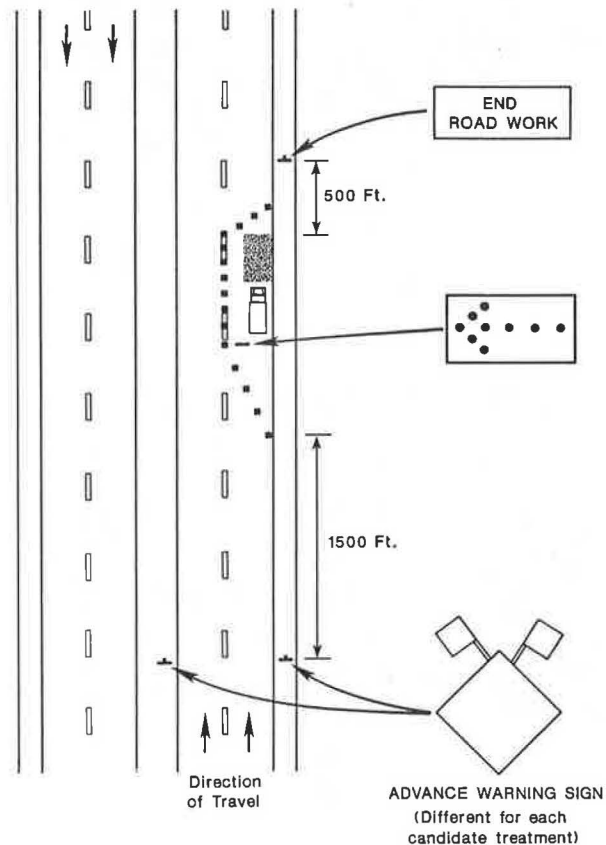 END
ROAD WORK
500 Ft.
1500 Ft.
Direction
of Travel
ADVANCE WARNING SIGN
(Different for each
candidate treatment)